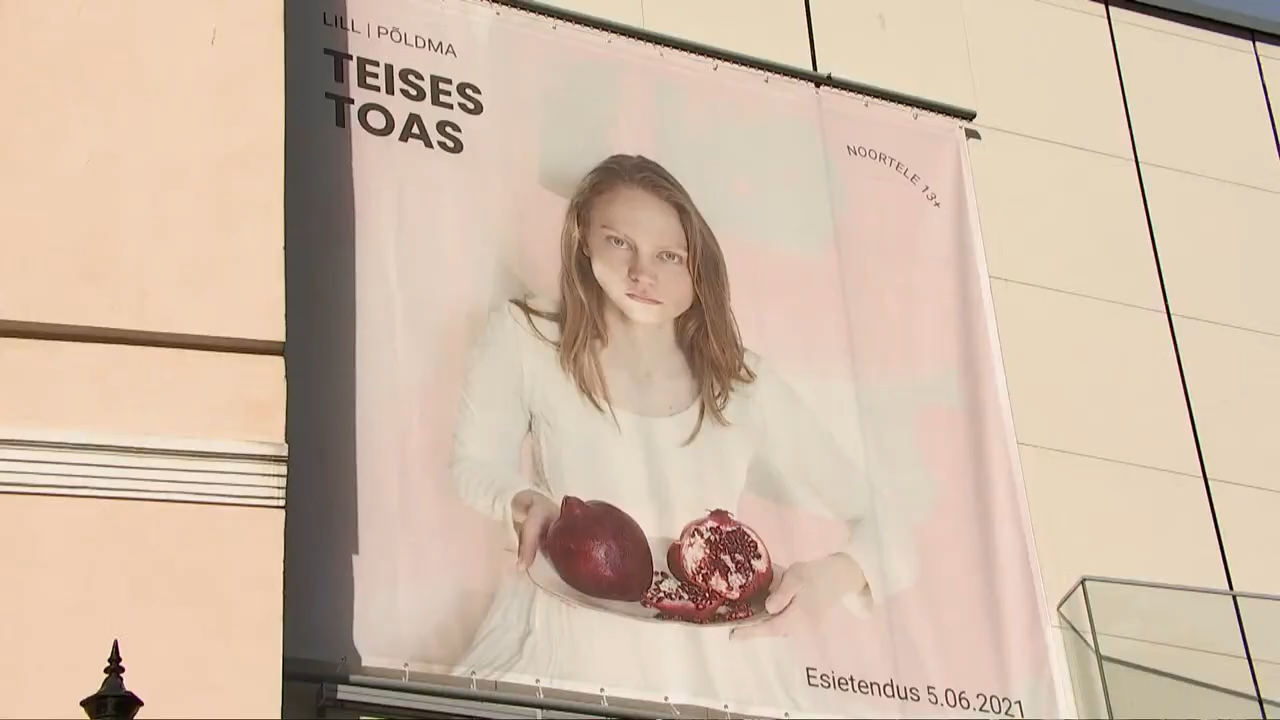 LILL | PÕLDMA
TEISES
TOAS
NOORTELE 13+
Esietendus 5.06.2021